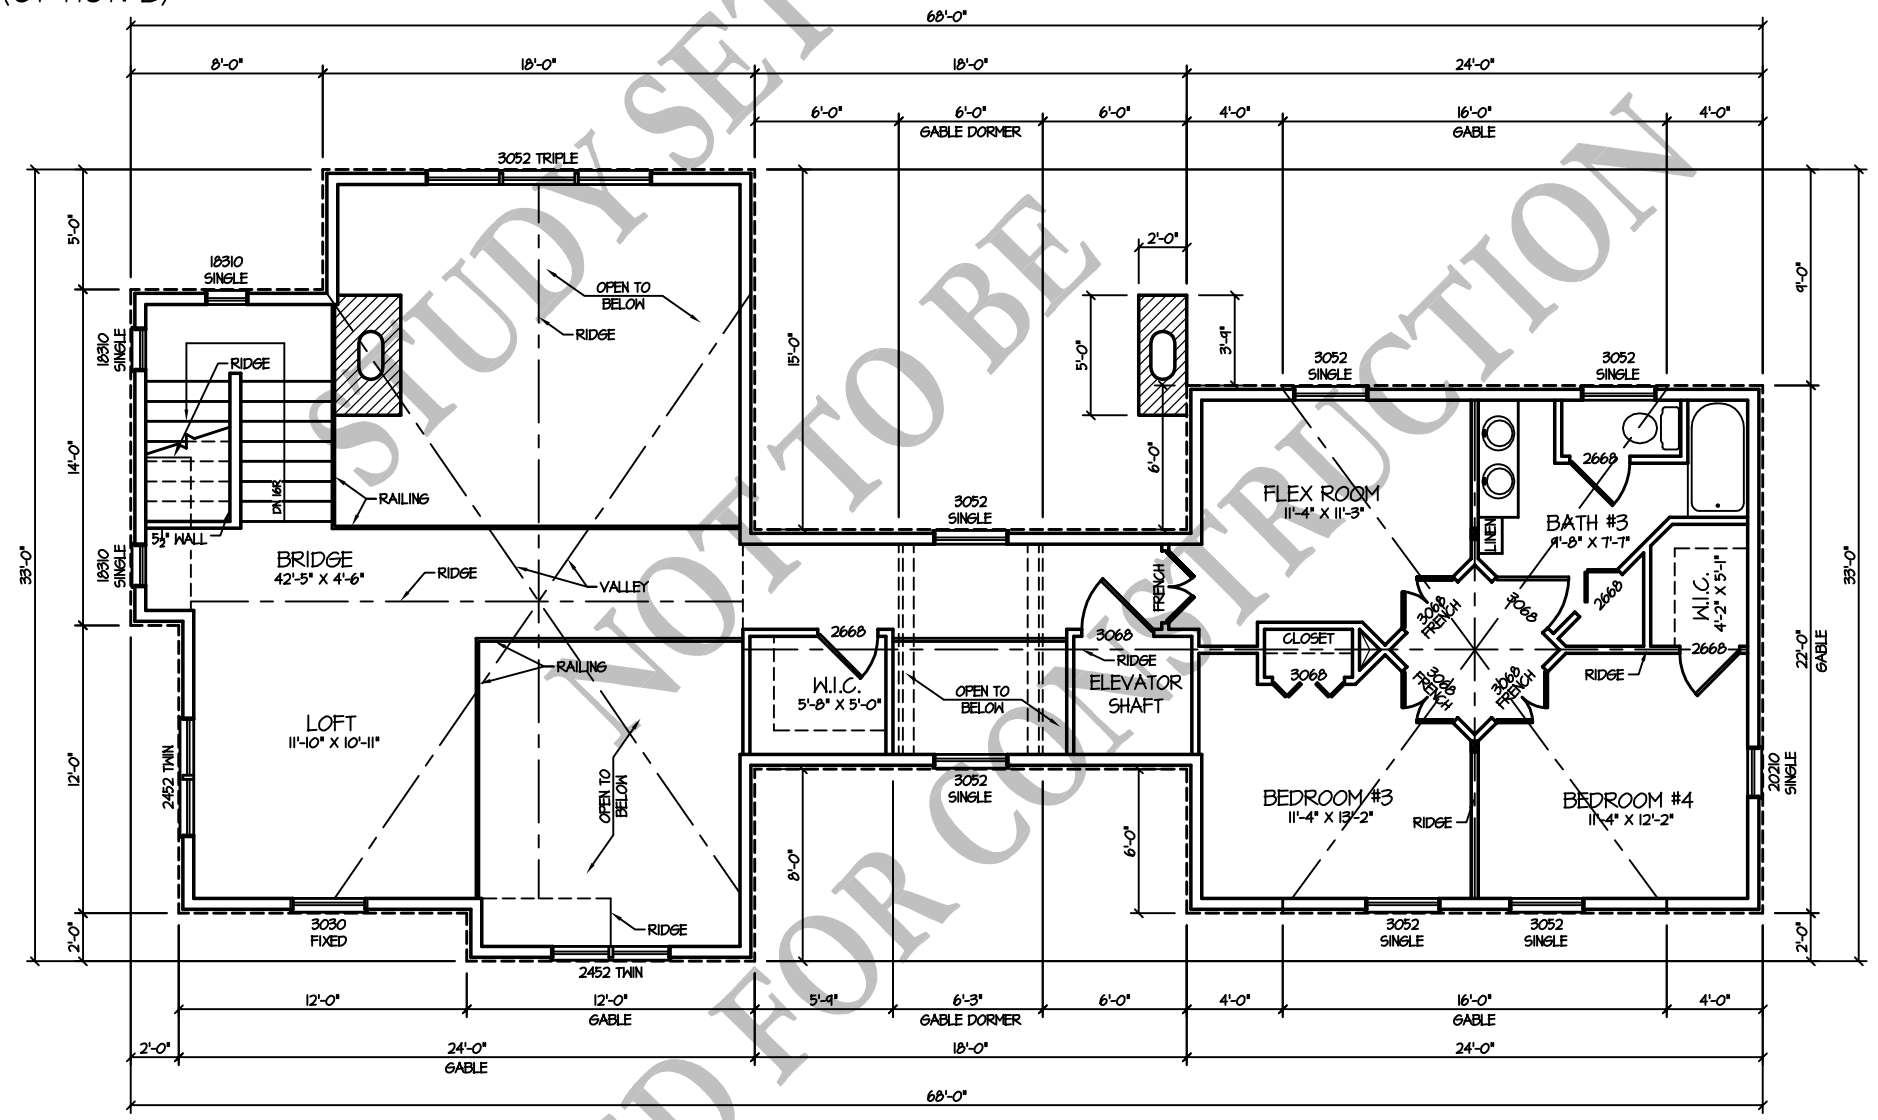 68'-0"
8'-0" 18'-0" 18'-0" 24'-0"
6'-0" 6'-0" 6'-0" 4'-0" 16'-0" 4'-0"
GABLE DORMER
GABLE
3052 TRIPLE
5'-0"
2'-0"
18310
SINGLE
OPEN TO
BELOW
RIDGE
9'-0"
18310
SINGLE
RIDGE
15'-0"
5'-0"
3'-9"
3052
SINGLE
3052
SINGLE
14'-0"
6'-0"
2668
DN 16R
RAILING
FLEX ROOM
11'-4" X 11'-3"
3052
SINGLE
BATH #3
9'-8" X 7'-7"
LINEN
5½" WALL
18310
SINGLE
BRIDGE
42'-5" X 4'-6"
RIDGE
VALLEY
FRENCH
3068
FRENCH
3068
2668
W.I.C.
4'-2" X 5'-1"
33'-0"
33'-0"
2668
3068
CLOSET
2668
RAILING
RIDGE
RIDGE
22'-0"
GABLE
W.I.C.
5'-8" X 5'-0"
OPEN TO
BELOW
ELEVATOR
SHAFT
3068
3068
FRENCH
3068
FRENCH
LOFT
11'-10" X 10'-11"
2452 TWIN
12'-0"
OPEN TO
BELOW
3052
SINGLE
20210
SINGLE
BEDROOM #3
11'-4" X 13'-2"
BEDROOM #4
11'-4" X 12'-2"
RIDGE
8'-0"
6'-0"
3030
FIXED
RIDGE
3052
SINGLE
3052
SINGLE
2'-0"
2'-0"
2452 TWIN
12'-0" 12'-0" 5'-9" 6'-3" 6'-0" 4'-0" 16'-0" 4'-0"
GABLE
GABLE DORMER
GABLE
2'-0" 24'-0" 18'-0" 24'-0"
GABLE
68'-0"
STUDY SET
NOT TO BE
FOR CONSTRUCTION